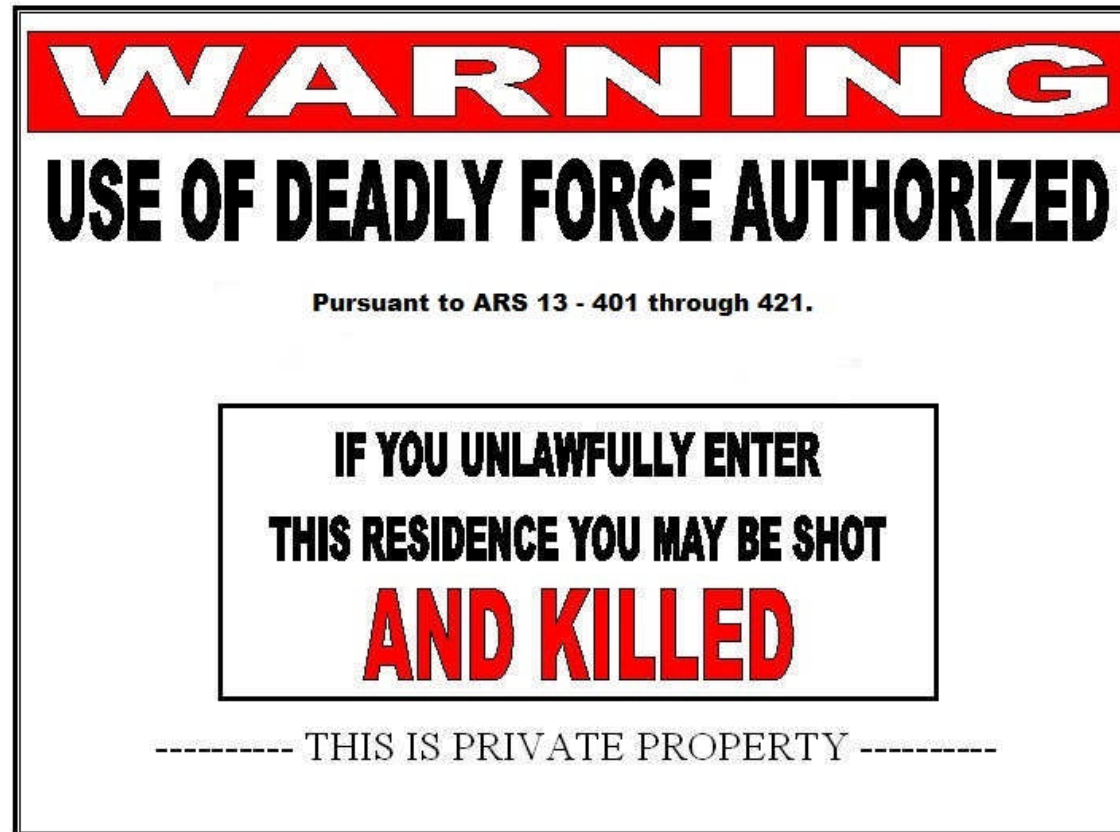 WARNING
USE OF DEADLY FORCE AUTHORIZED
Pursuant to ARS 13 - 401 through 421.
IF YOU UNLAWFULLY ENTER
THIS RESIDENCE YOU MAY BE SHOT
AND KILLED
---------- THIS IS PRIVATE PROPERTY ----------